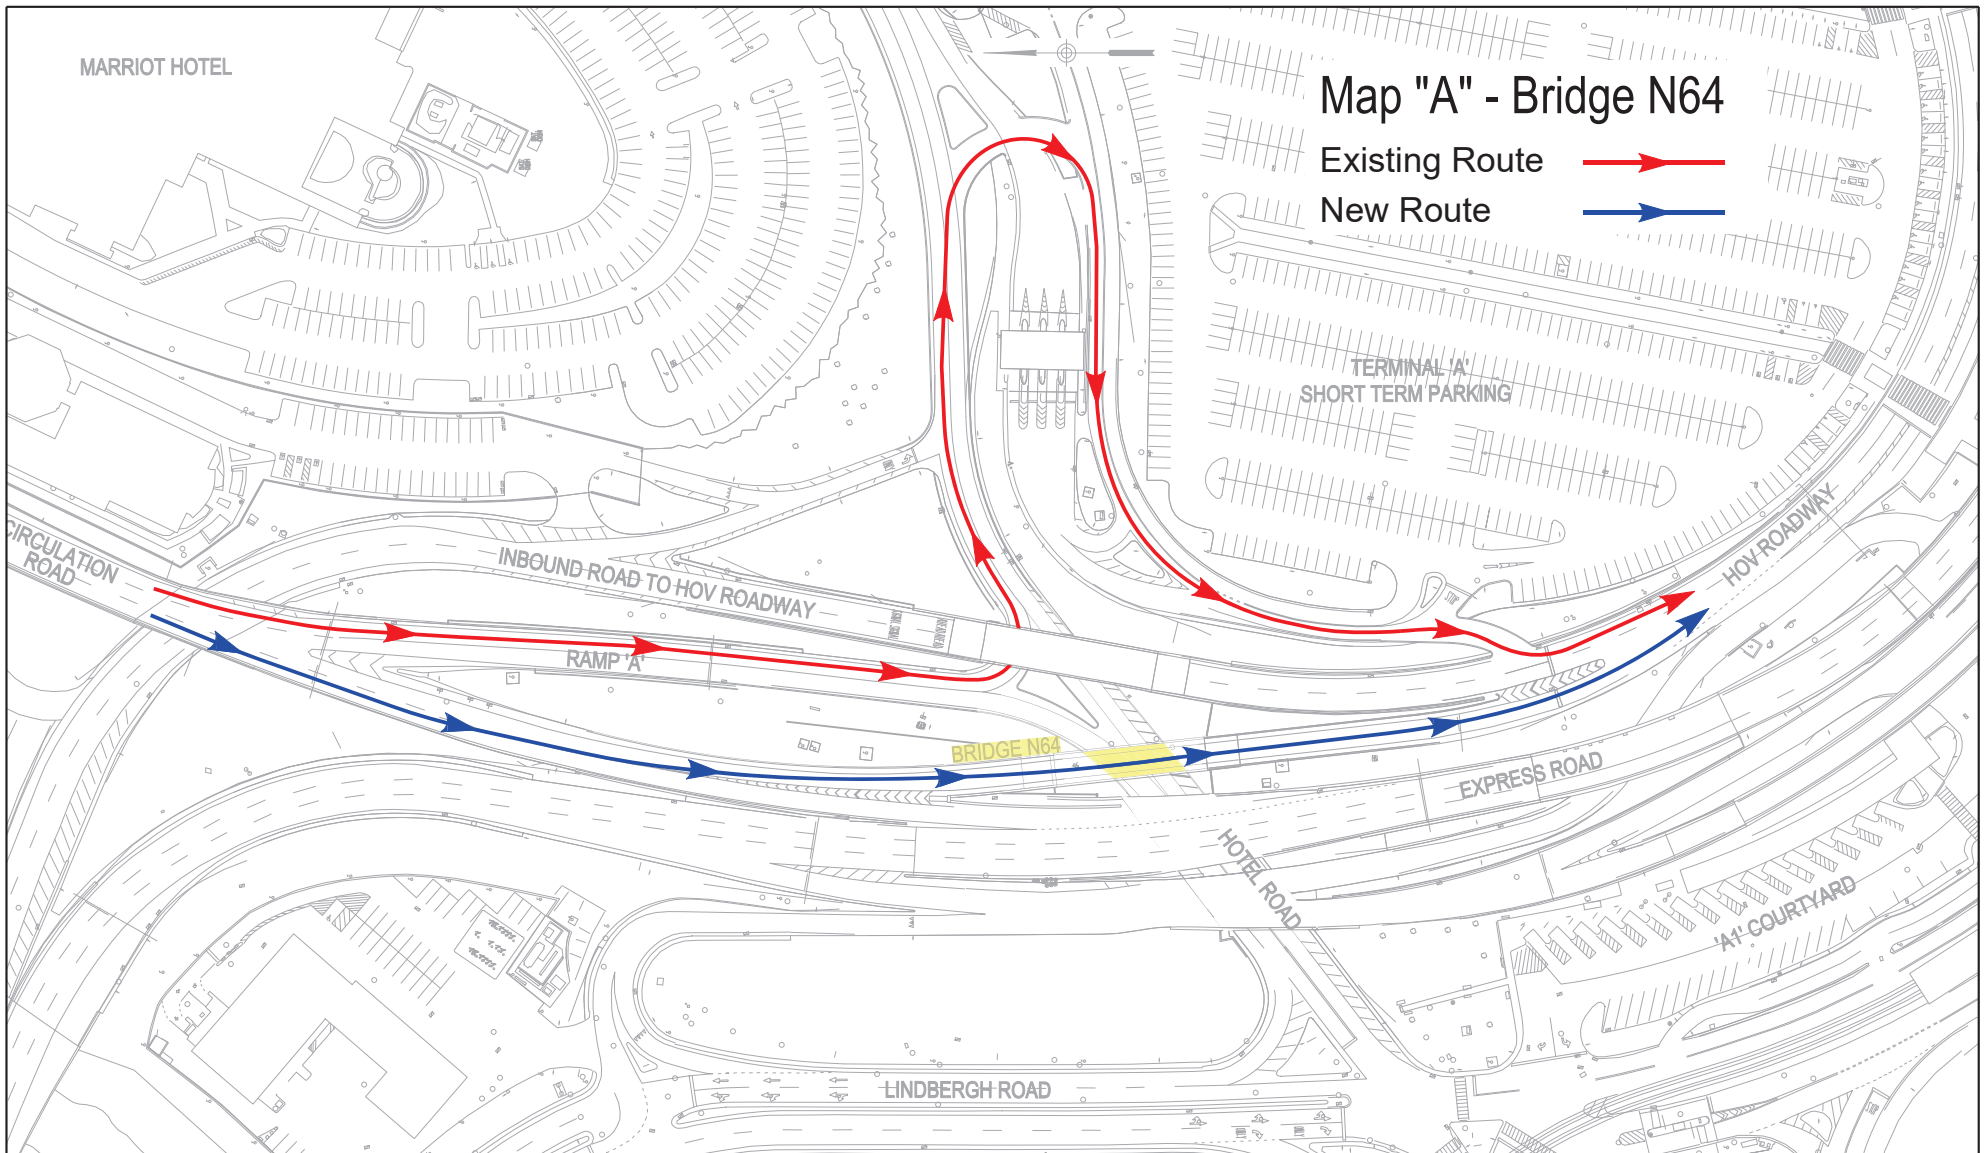 MARRIOT HOTEL
Map "A" - Bridge N64
Existing Route
New Route
TERMINAL 'A'
SHORT TERM PARKING
CIRCULATION
ROAD
INBOUND ROAD TO HOV ROADWAY
HOV ROADWAY
RAMP 'A'
BRIDGE N64
EXPRESS ROAD
HOTEL ROAD
'A1' COURTYARD
LINDBERGH ROAD